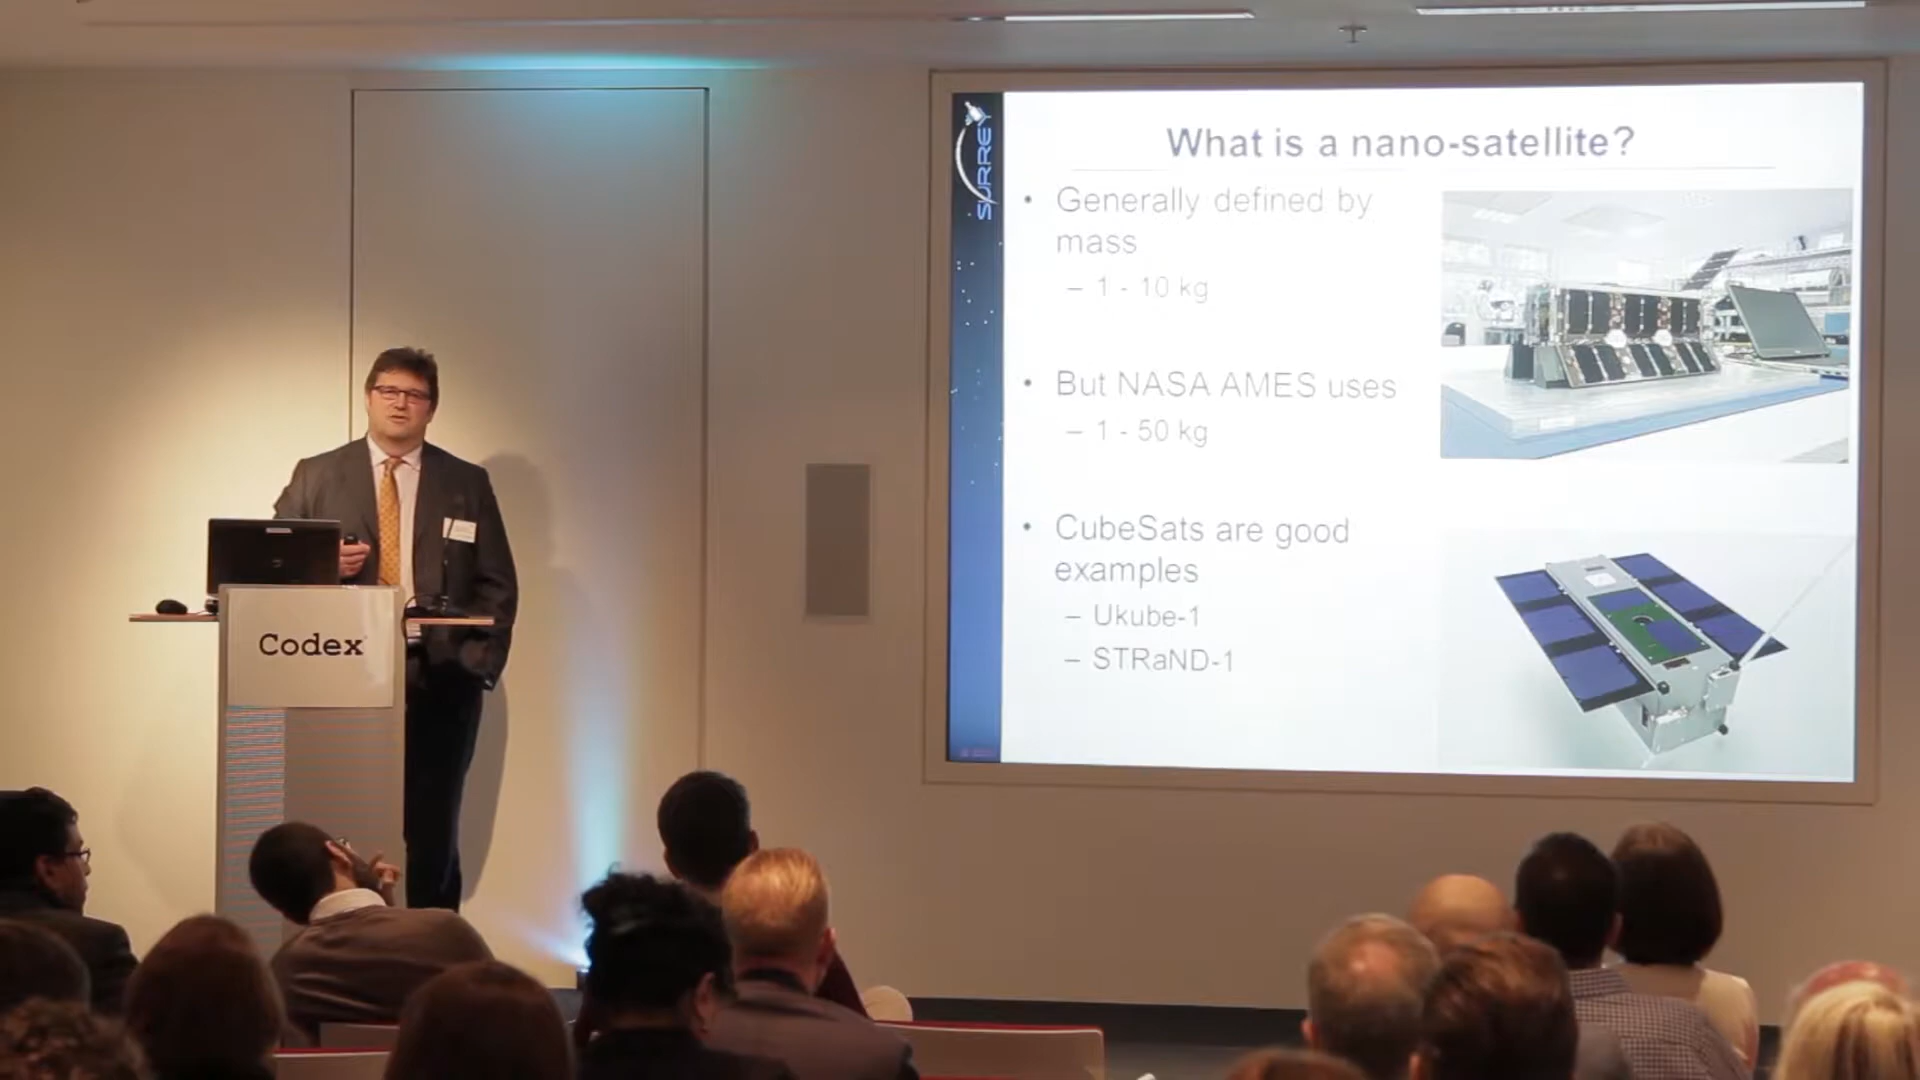 SURREY
What is a nano-satellite?
• Generally defined by
mass
– 1 - 10 kg
• But NASA AMES uses
– 1 - 50 kg
• CubeSats are good
examples
– Ukube-1
– STRaND-1
Codex